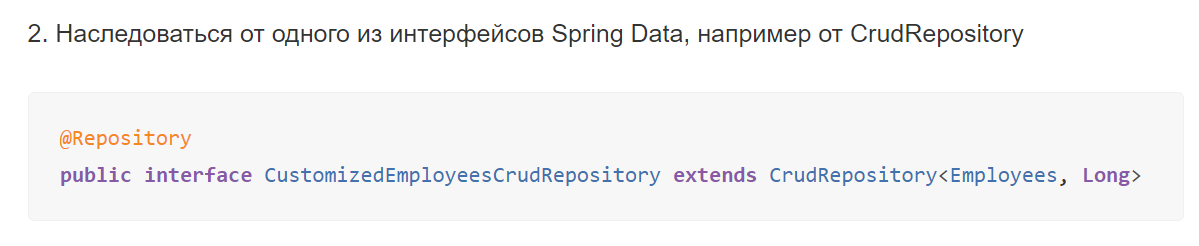 2. Наследоваться от одного из интерфейсов Spring Data, например от CrudRepository
@Repository
public interface CustomizedEmployeesCrudRepository extends CrudRepository<Employees, Long>